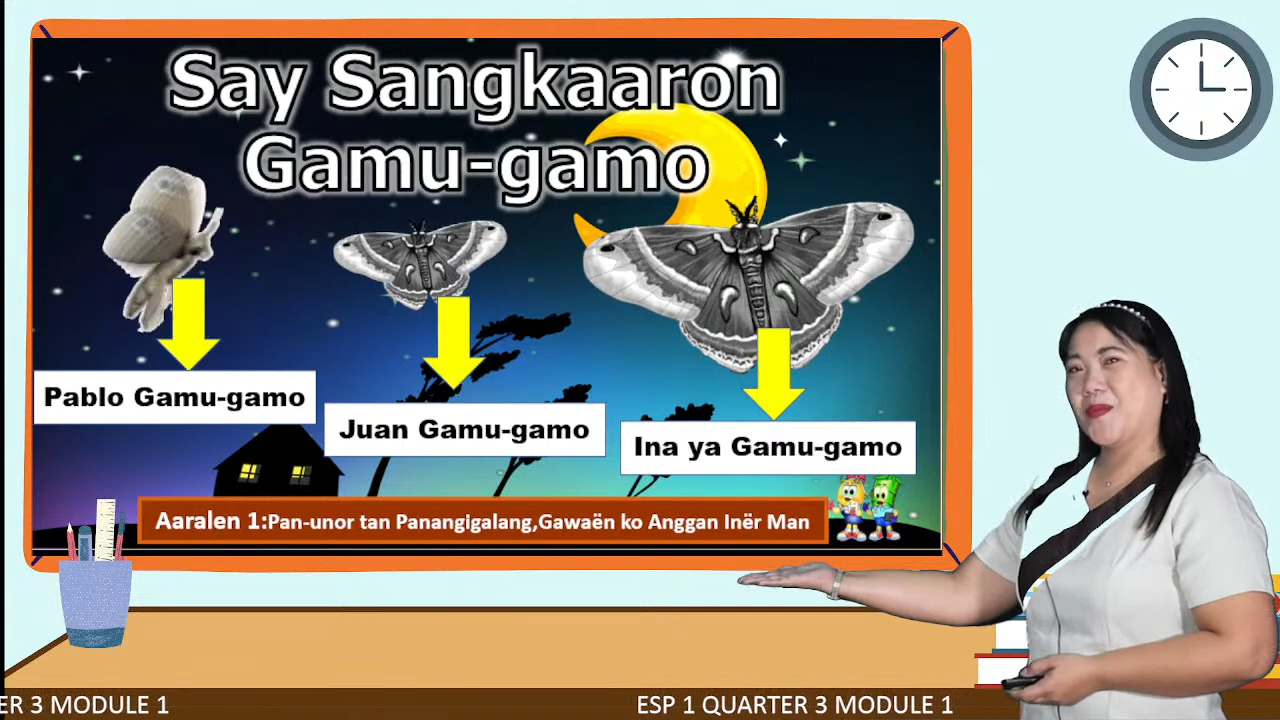 Say Sangkaaron
Gamu-gamo
Pablo Gamu-gamo
Juan Gamu-gamo
Ina ya Gamu-gamo
Aaralen 1:Pan-unor tan Panangigalang,Gawaën ko Anggan Inër Man
ER 3 MODULE 1
ESP 1 QUARTER 3 MODULE 1